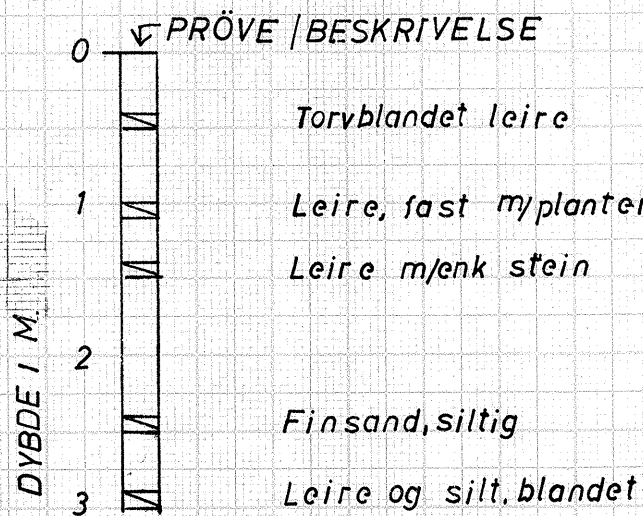 PRÖVE / BESKRIVELSE
0
Torvblandet leire
1
Leire, fast m/planter
Leire m/enk stein
2
DYBDE I M.
Finsand, siltig
3
Leire og silt, blandet